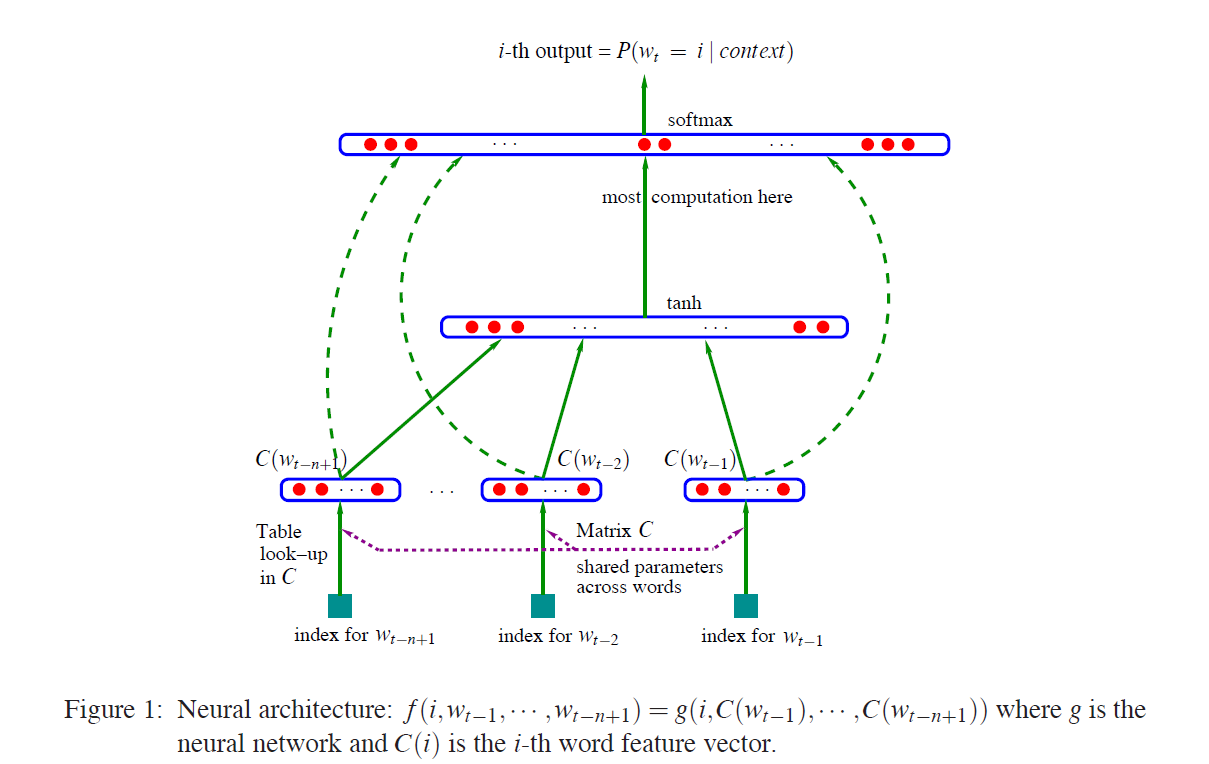 i-th output = P(w_t = i | context)
softmax
. . .
. . .
most computation here
tanh
. . .
. . .
C(w_{t−n+1})
C(w_{t−2})
C(w_{t−1})
. . .
. . .
. . .
. . .
Table
look−up
in C
Matrix C
shared parameters
across words
index for w_{t−n+1}
index for w_{t−2}
index for w_{t−1}
Figure 1: Neural architecture: f(i,w_{t−1},··· ,w_{t−n+1}) = g(i,C(w_{t−1}),··· ,C(w_{t−n+1})) where g is the
neural network and C(i) is the i-th word feature vector.